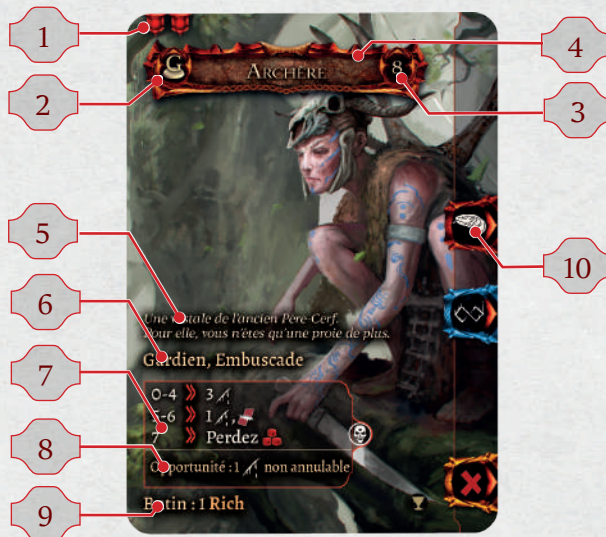 1
2
3
4
5
6
7
8
9
10
G
Archère
8
Une vestale de l'ancien Père-Cerf.
Pour elle, vous n'êtes qu'une proie de plus.
Gardien, Embuscade
0-4 3
5-6 1 ,
7 Perdez
Opportunité : 1 non annulable
Butin : 1 Rich